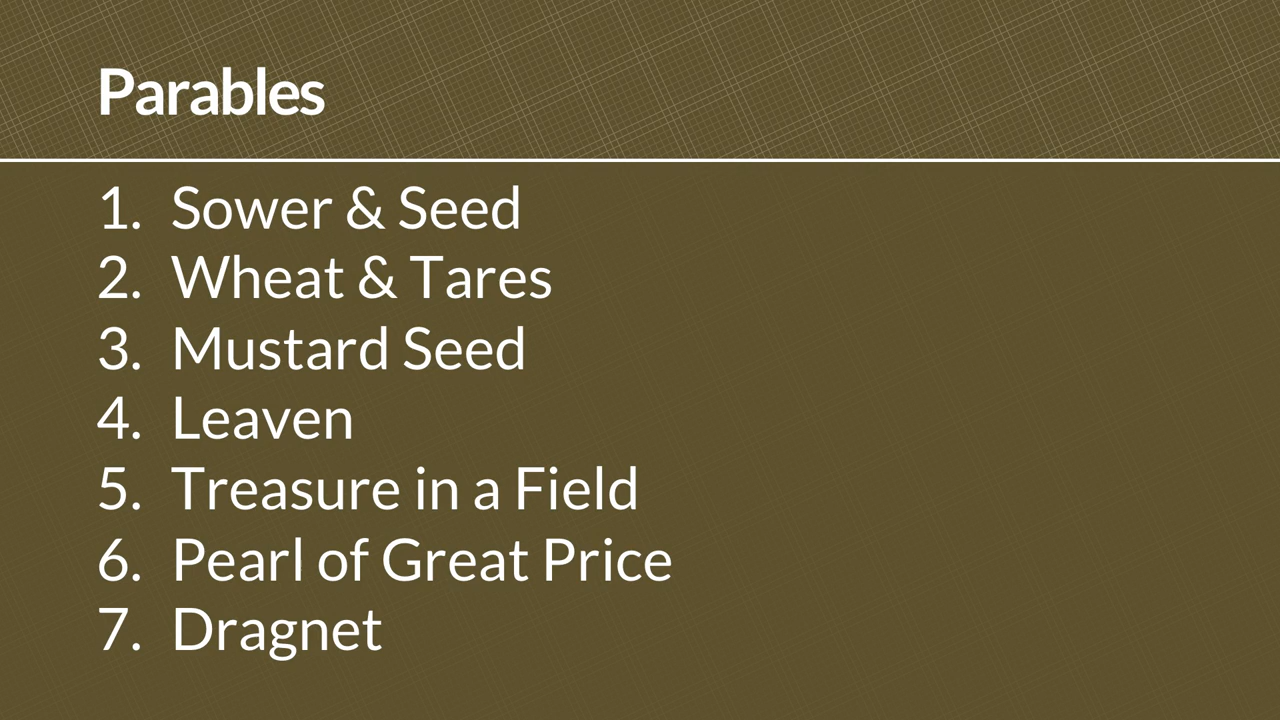 Parables
1. Sower & Seed
2. Wheat & Tares
3. Mustard Seed
4. Leaven
5. Treasure in a Field
6. Pearl of Great Price
7. Dragnet